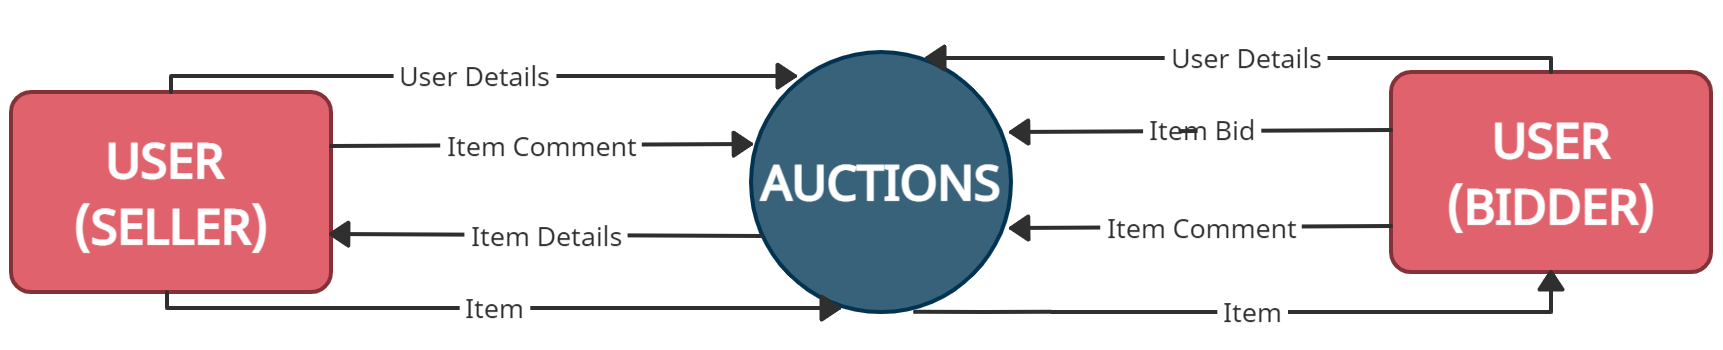 User Details
Item Comment
USER
(SELLER)
Item Details
Item
AUCTIONS
User Details
Item Bid
Item Comment
USER
(BIDDER)
Item